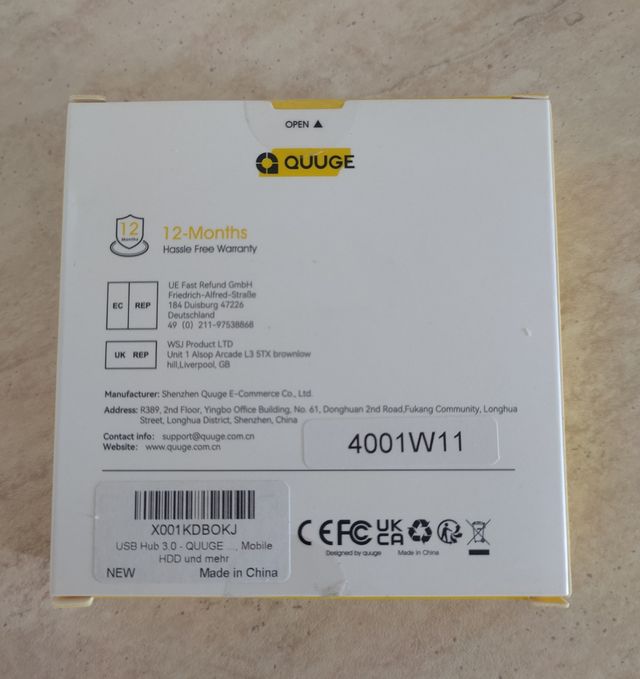 OPEN ▲
QUUGE
12
Months
12-Months
Hassle Free Warranty
EC REP
UE Fast Refund GmbH
Friedrich-Alfred-Straße
184 Duisburg 47226
Deutschland
49 (0) 211-97538868
UK REP
WSJ Product LTD
Unit 1 Alsop Arcade L3 5TX brownlow
hill,Liverpool, GB
Manufacturer: Shenzhen Quuge E-Commerce Co., Ltd.
Address: R389, 2nd Floor, Yingbo Office Building, No. 61, Donghuan 2nd Road,Fukang Community, Longhua
Street, Longhua District, Shenzhen, China
Contact info: support@quuge.com.cn
Website: www.quuge.com.cn
4001W11
X001KDBOKJ
USB Hub 3.0 - QUUGE ..., Mobile
HDD und mehr
NEW Made in China
CE FC UK CA
Designed by quuge Made in China